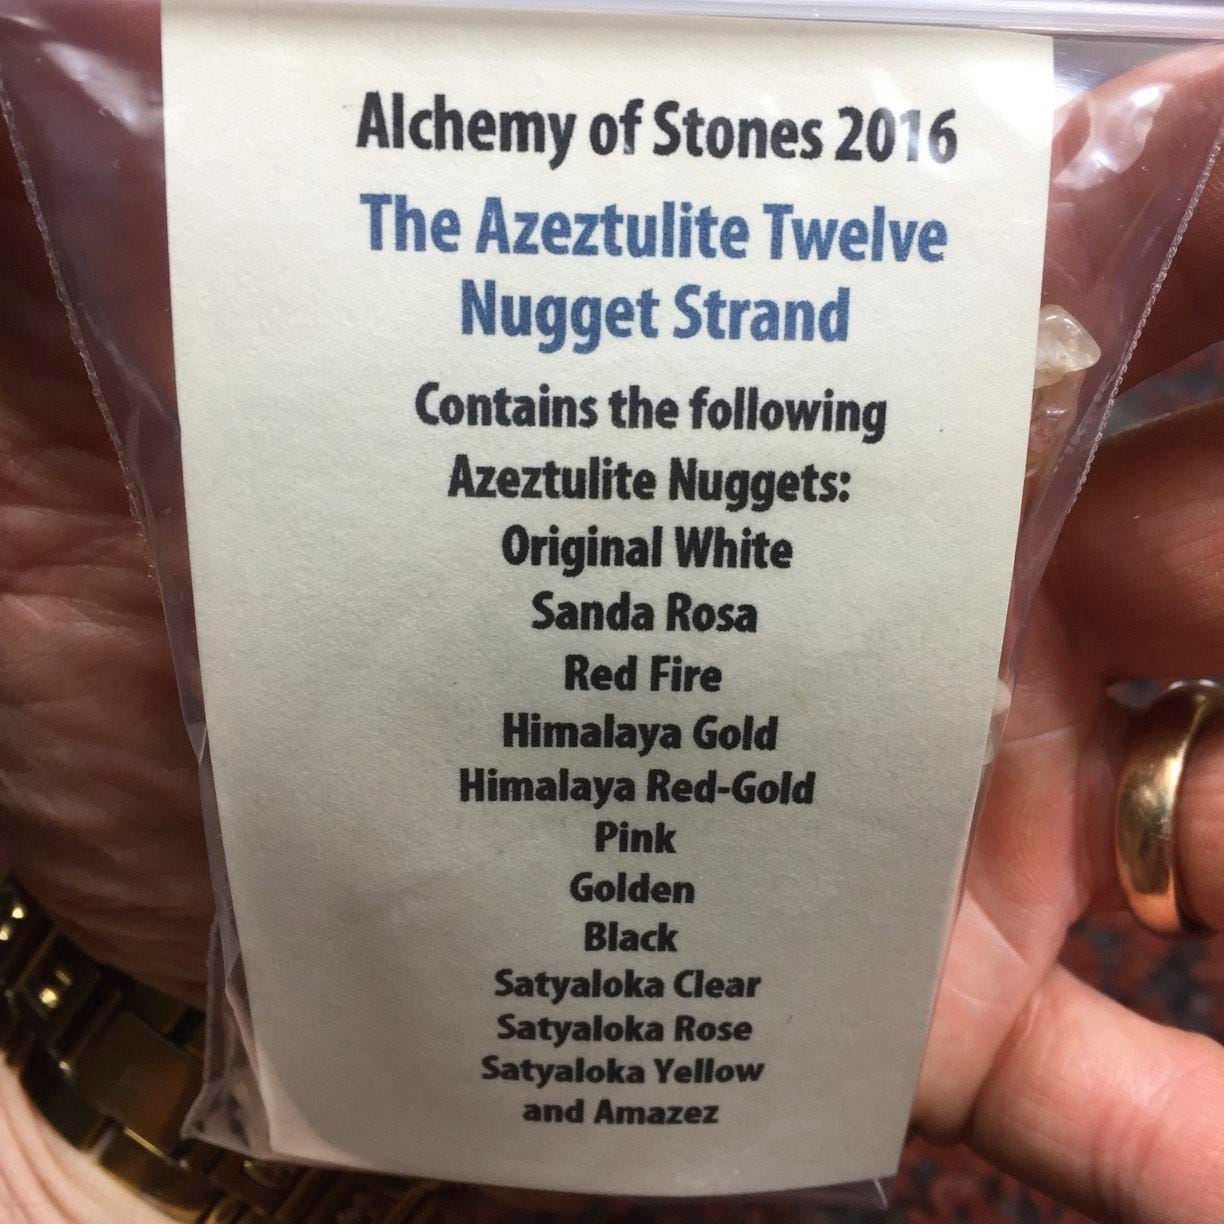 Alchemy of Stones 2016
The Azeztulite Twelve
Nugget Strand
Contains the following
Azeztulite Nuggets:
Original White
Sanda Rosa
Red Fire
Himalaya Gold
Himalaya Red-Gold
Pink
Golden
Black
Satyaloka Clear
Satyaloka Rose
Satyaloka Yellow
and Amazez